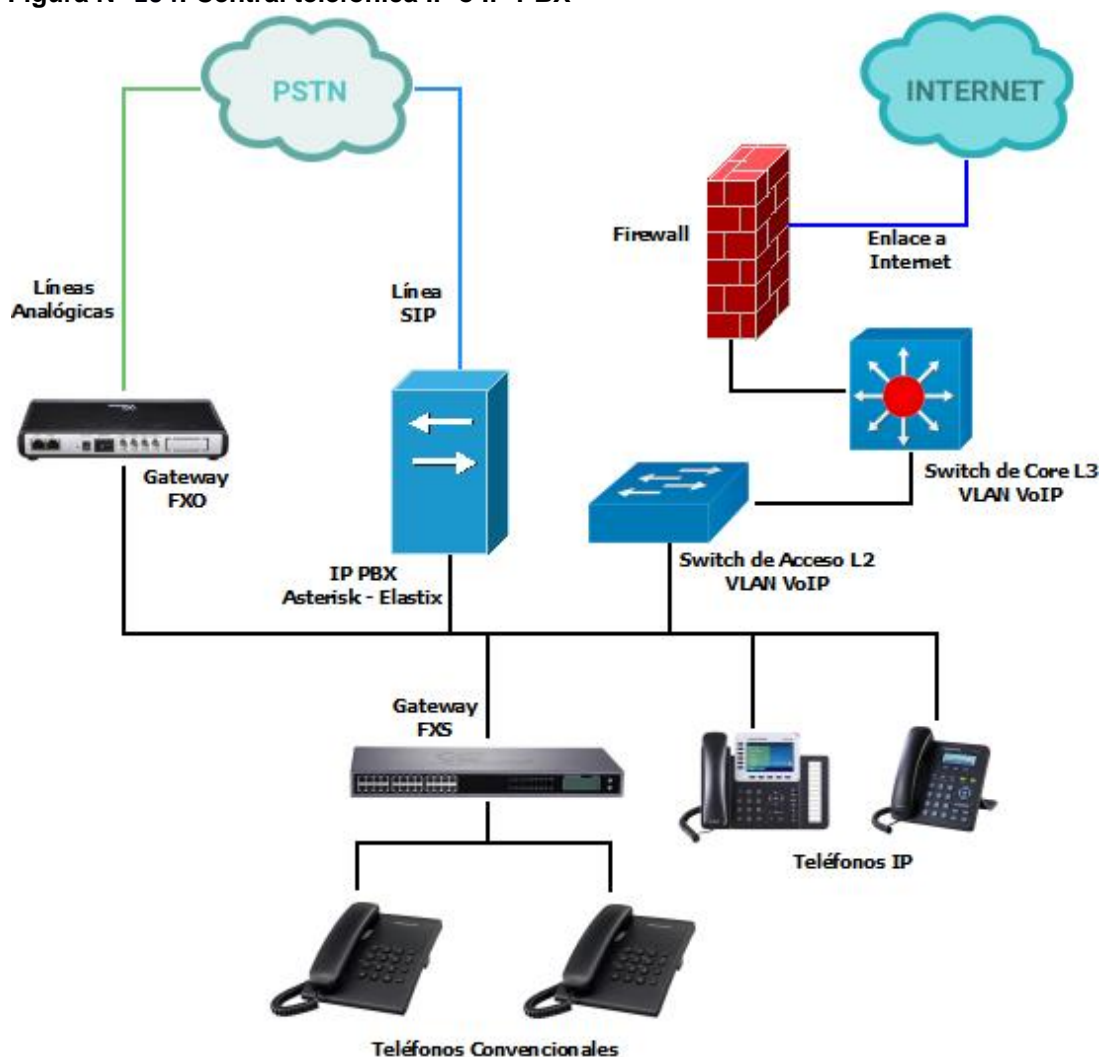 PSTN
INTERNET
Firewall
Enlace a
Internet
Líneas
Analógicas
Línea
SIP
Gateway
FXO
Switch de Core L3
VLAN VoIP
IP PBX
Asterisk - Elastix
Switch de Acceso L2
VLAN VoIP
Gateway
FXS
Teléfonos IP
Teléfonos Convencionales